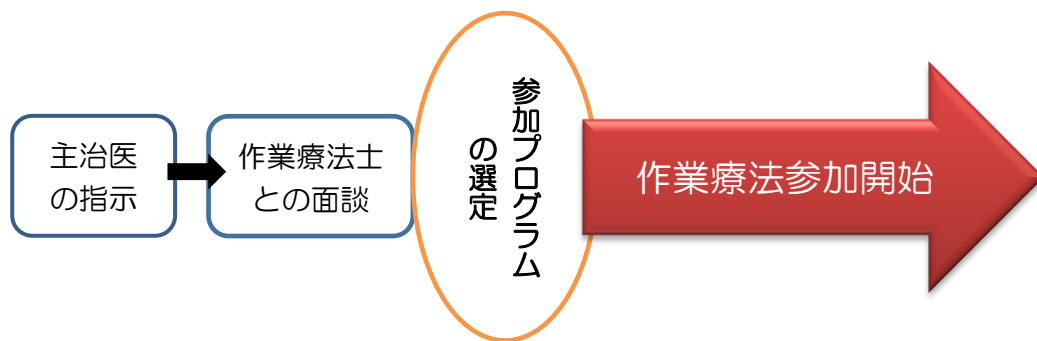 主治医
の指示
作業療法士
との面談
参加プログラム
の選定
作業療法参加開始